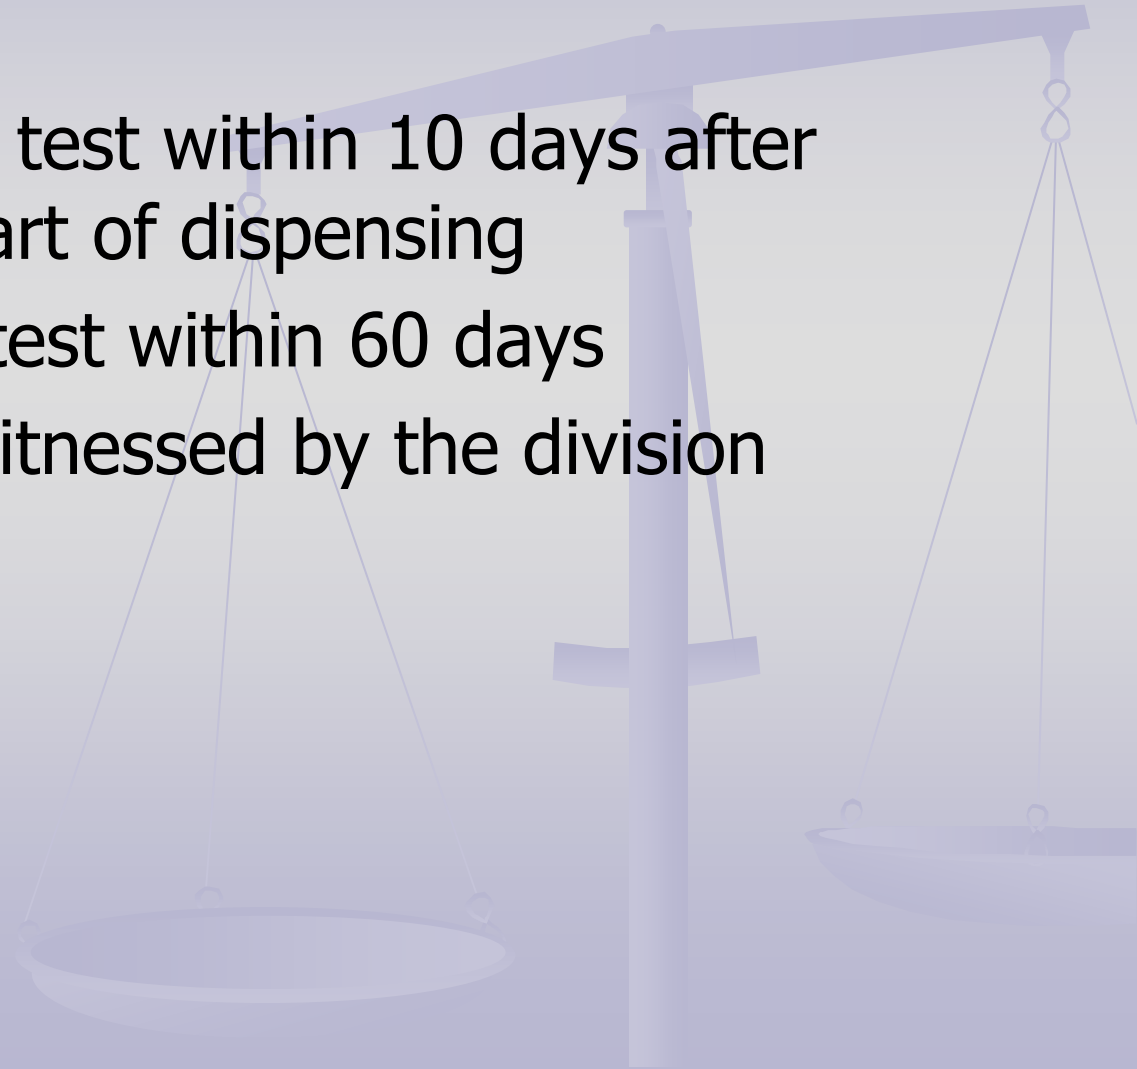 test within 10 days after
art of dispensing
test within 60 days
itnessed by the division